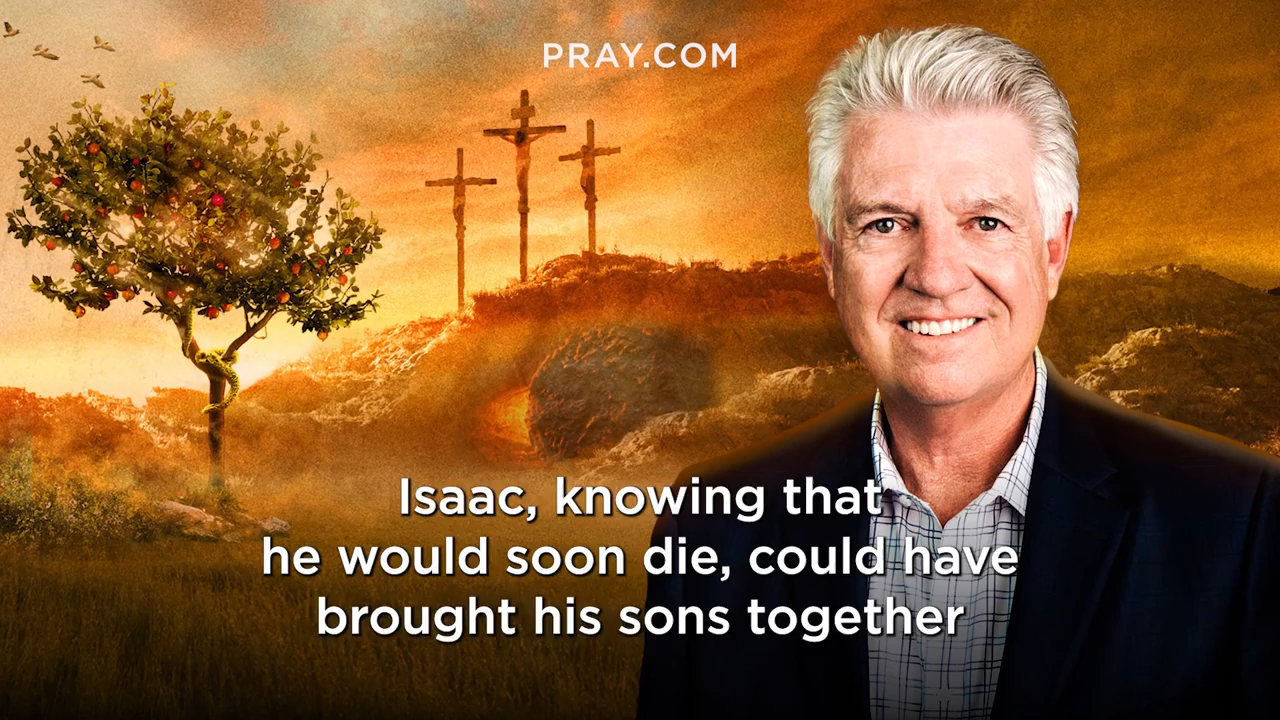 PRAY.COM
Isaac, knowing that
he would soon die, could have
brought his sons together